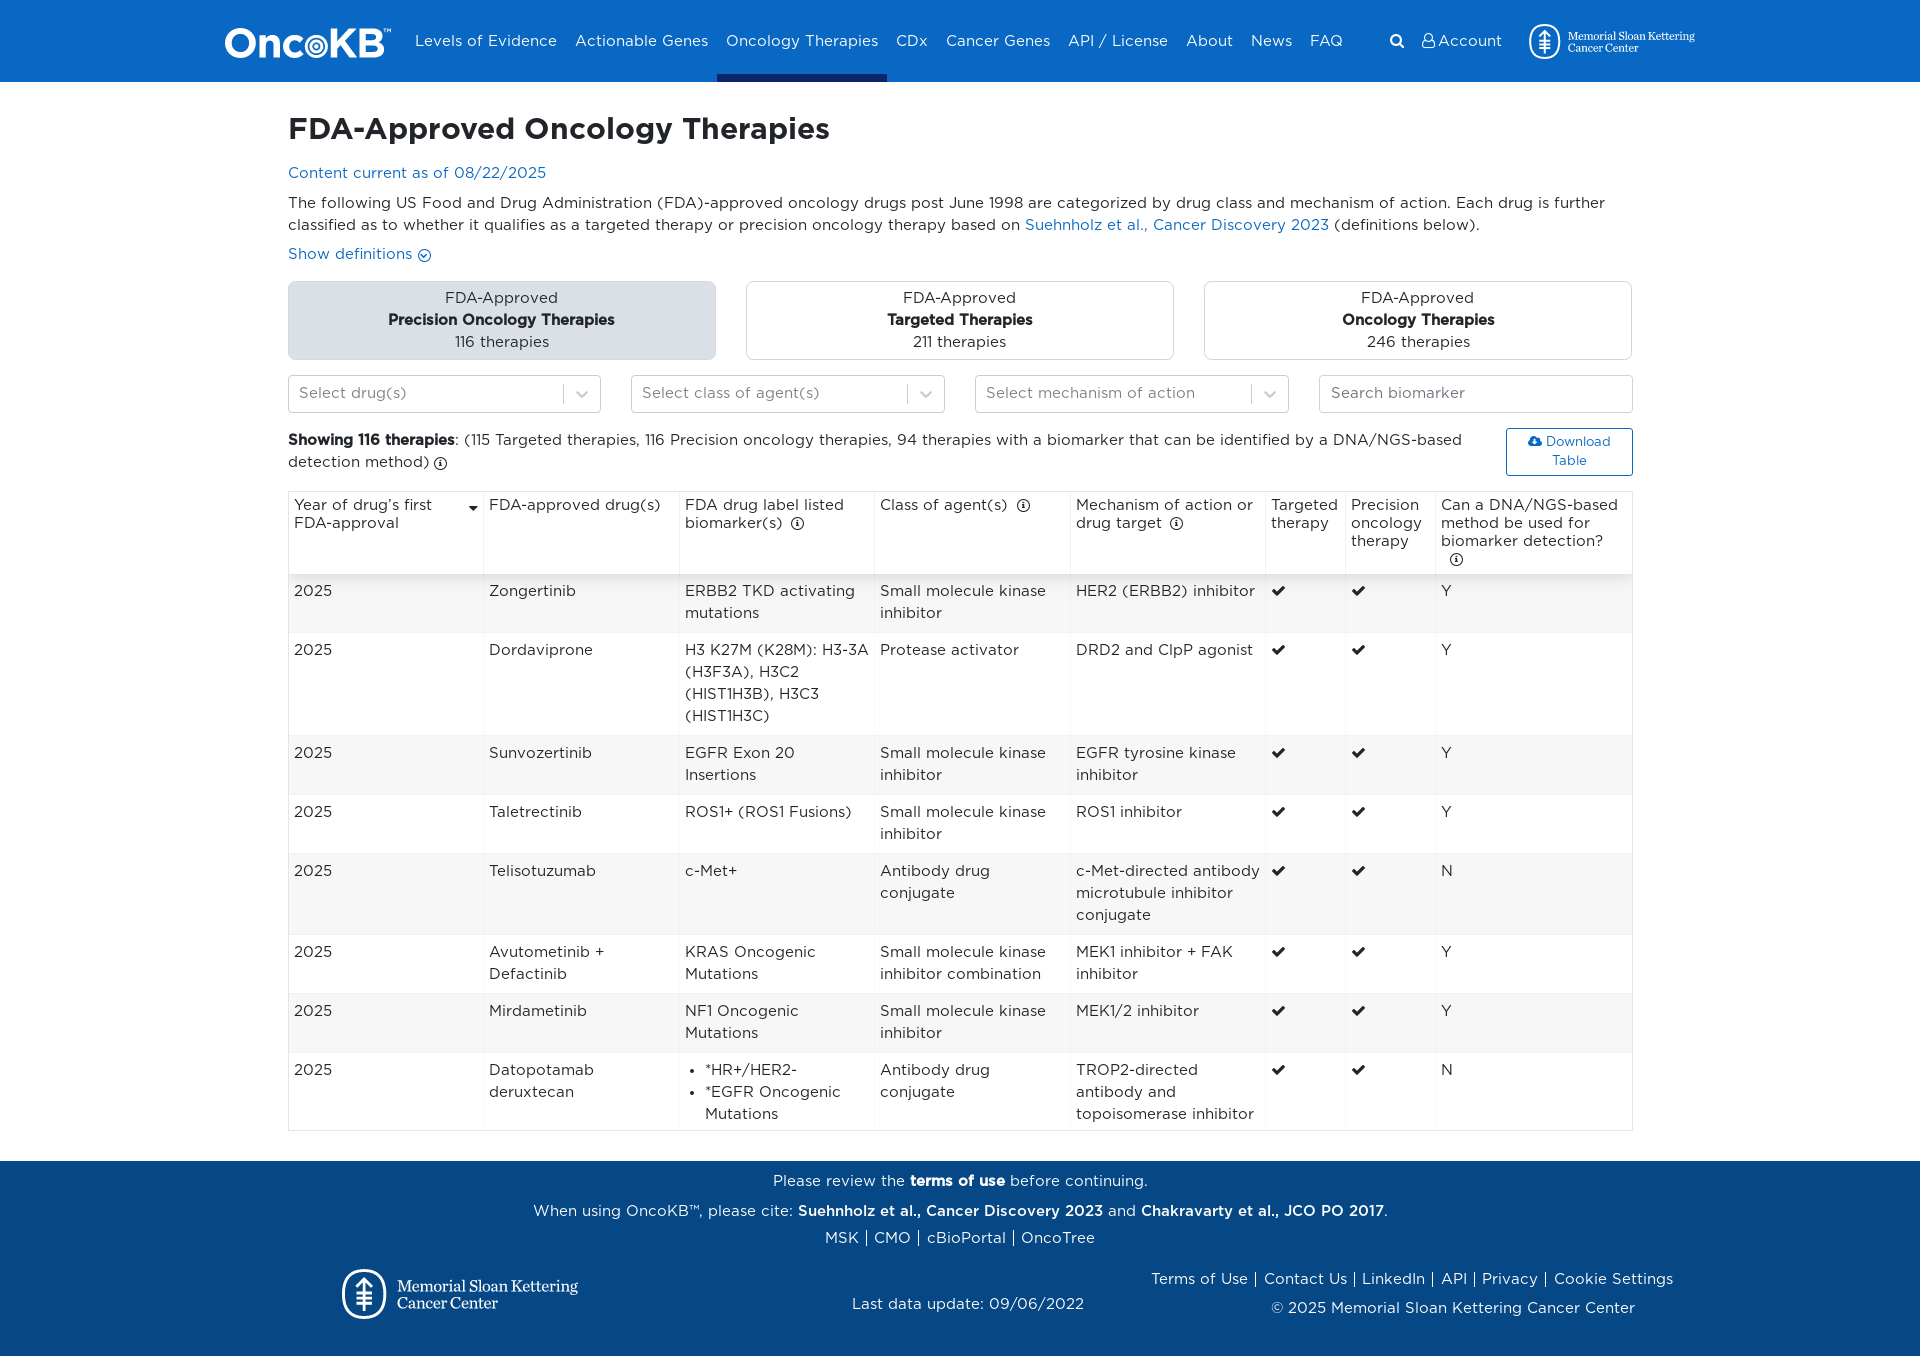 OncoKB™ Levels of Evidence Actionable Genes Oncology Therapies CDx Cancer Genes API / License About News FAQ Account Memorial Sloan Kettering Cancer Center
FDA-Approved Oncology Therapies
Content current as of 08/22/2025
The following US Food and Drug Administration (FDA)-approved oncology drugs post June 1998 are categorized by drug class and mechanism of action. Each drug is further
classified as to whether it qualifies as a targeted therapy or precision oncology therapy based on Suehnholz et al., Cancer Discovery 2023 (definitions below).
Show definitions
FDA-Approved
Precision Oncology Therapies
116 therapies
FDA-Approved
Targeted Therapies
211 therapies
FDA-Approved
Oncology Therapies
246 therapies
Select drug(s) Select class of agent(s) Select mechanism of action Search biomarker
Showing 116 therapies: (115 Targeted therapies, 116 Precision oncology therapies, 94 therapies with a biomarker that can be identified by a DNA/NGS-based
detection method)
Download
Table
Year of drug's first
FDA-approval
FDA-approved drug(s)
FDA drug label listed
biomarker(s)
Class of agent(s)
Mechanism of action or
drug target
Targeted
therapy
Precision
oncology
therapy
Can a DNA/NGS-based
method be used for
biomarker detection?
2025
Zongertinib
ERBB2 TKD activating
mutations
Small molecule kinase
inhibitor
HER2 (ERBB2) inhibitor
Y
2025
Dordaviprone
H3 K27M (K28M): H3-3A
(H3F3A), H3C2
(HIST1H3B), H3C3
(HIST1H3C)
Protease activator
DRD2 and ClpP agonist
Y
2025
Sunvozertinib
EGFR Exon 20
Insertions
Small molecule kinase
inhibitor
EGFR tyrosine kinase
inhibitor
Y
2025
Taletrectinib
ROS1+ (ROS1 Fusions)
Small molecule kinase
inhibitor
ROS1 inhibitor
Y
2025
Telisotuzumab
c-Met+
Antibody drug
conjugate
c-Met-directed antibody
microtubule inhibitor
conjugate
N
2025
Avutometinib +
Defactinib
KRAS Oncogenic
Mutations
Small molecule kinase
inhibitor combination
MEK1 inhibitor + FAK
inhibitor
Y
2025
Mirdametinib
NF1 Oncogenic
Mutations
Small molecule kinase
inhibitor
MEK1/2 inhibitor
Y
2025
Datopotamab
deruxtecan
• *HR+/HER2-
• *EGFR Oncogenic
Mutations
Antibody drug
conjugate
TROP2-directed
antibody and
topoisomerase inhibitor
N
Please review the terms of use before continuing.
When using OncoKB™, please cite: Suehnholz et al., Cancer Discovery 2023 and Chakravarty et al., JCO PO 2017.
MSK | CMO | cBioPortal | OncoTree
Memorial Sloan Kettering
Cancer Center
Last data update: 09/06/2022
Terms of Use | Contact Us | LinkedIn | API | Privacy | Cookie Settings
© 2025 Memorial Sloan Kettering Cancer Center